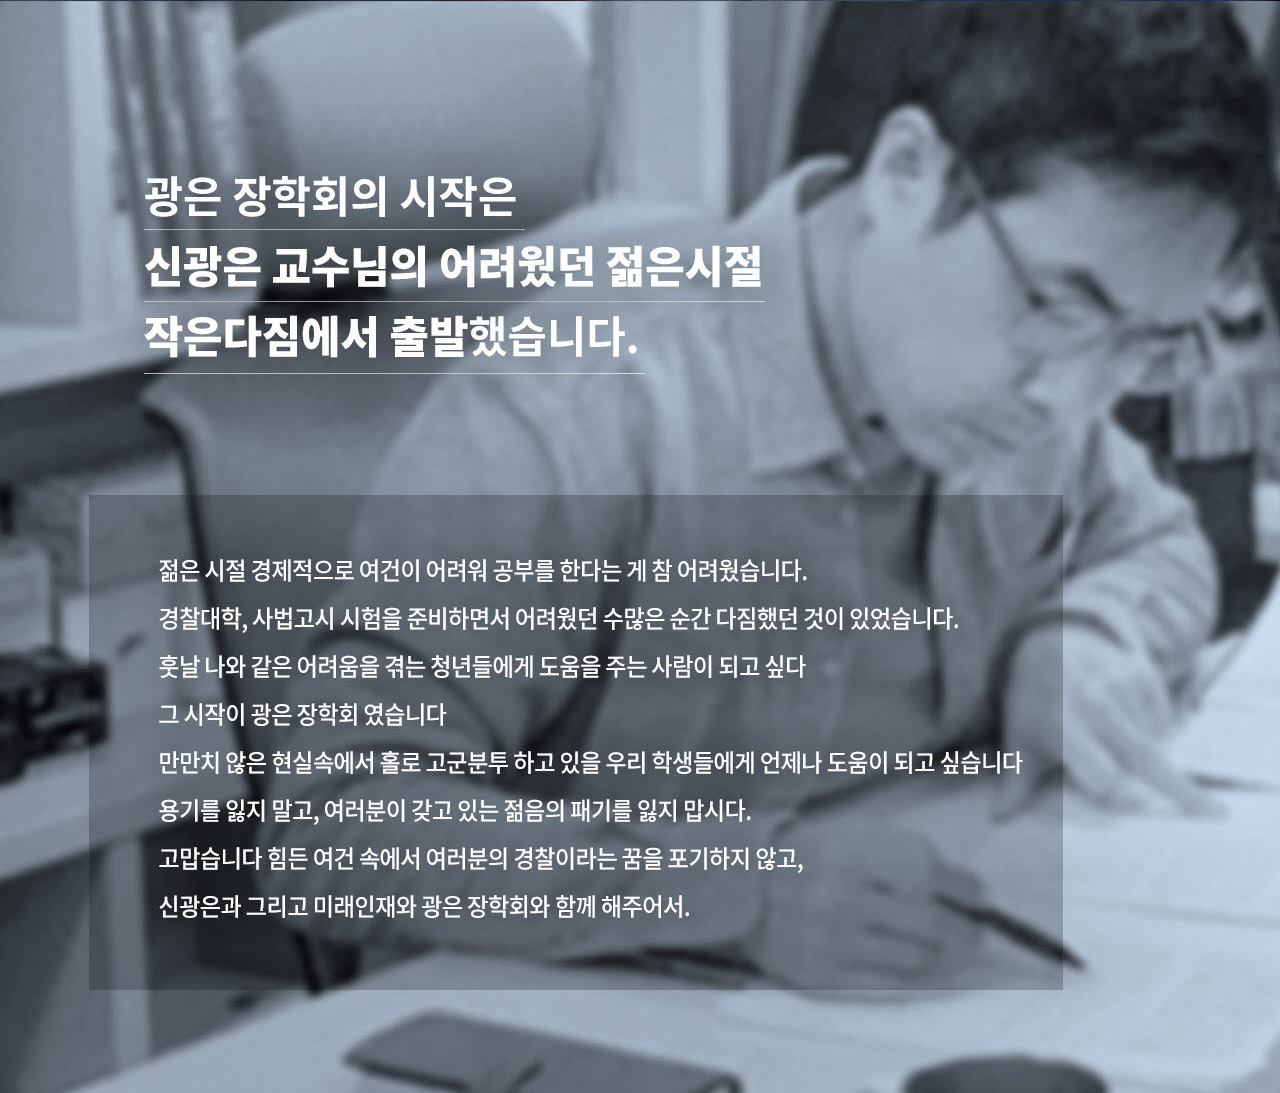 광은 장학회의 시작은
신광은 교수님의 어려웠던 젊은시절
작은다짐에서 출발했습니다.
젊은 시절 경제적으로 여건이 어려워 공부를 한다는 게 참 어려웠습니다.
경찰대학, 사법고시 시험을 준비하면서 어려웠던 수많은 순간 다짐했던 것이 있었습니다.
훗날 나와 같은 어려움을 겪는 청년들에게 도움을 주는 사람이 되고 싶다
그 시작이 광은 장학회 였습니다
만만치 않은 현실속에서 홀로 고군분투 하고 있을 우리 학생들에게 언제나 도움이 되고 싶습니다
용기를 잃지 말고, 여러분이 갖고 있는 젊음의 패기를 잃지 맙시다.
고맙습니다 힘든 여건 속에서 여러분의 경찰이라는 꿈을 포기하지 않고,
신광은과 그리고 미래인재와 광은 장학회와 함께 해주어서.